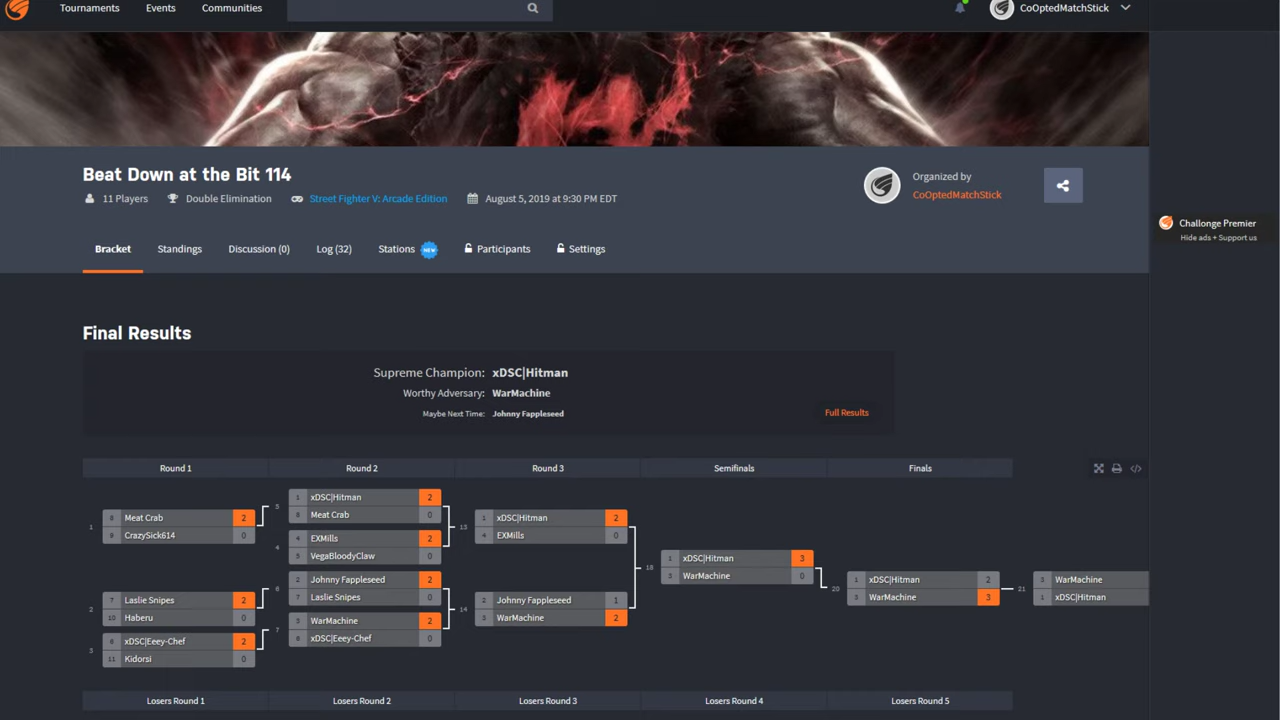 Tournaments Events Communities CoOptedMatchStick
Beat Down at the Bit 114
11 Players Double Elimination Street Fighter V: Arcade Edition August 5, 2019 at 9:30 PM EDT
Organized by
CoOptedMatchStick
Challonge Premier
Hide ads + Support us
Bracket Standings Discussion (0) Log (32) Stations NEW Participants Settings
Final Results
Supreme Champion: xDSC|Hitman
Worthy Adversary: WarMachine
Maybe Next Time: Johnny Fappleseed
Full Results
Round 1 Round 2 Round 3 Semifinals Finals
1
8 Meat Crab 2
9 CrazySick614 0
2
7 Laslie Snipes 2
10 Haberu 0
3
6 xDSC|Eeey-Chef 2
11 Kidorsi 0
1 xDSC|Hitman 2
8 Meat Crab 0
4
4 EXMills 2
VegaBloodyClaw 0
6
2 Johnny Fappleseed 2
7 Laslie Snipes 0
7
3 WarMachine 2
6 xDSC|Eeey-Chef 0
13
1 xDSC|Hitman 2
4 EXMills 0
14
2 Johnny Fappleseed 1
3 WarMachine 2
18
1 xDSC|Hitman 3
3 WarMachine 0
20
1 xDSC|Hitman 2
3 WarMachine 3
21
3 WarMachine
1 xDSC|Hitman
Losers Round 1 Losers Round 2 Losers Round 3 Losers Round 4 Losers Round 5